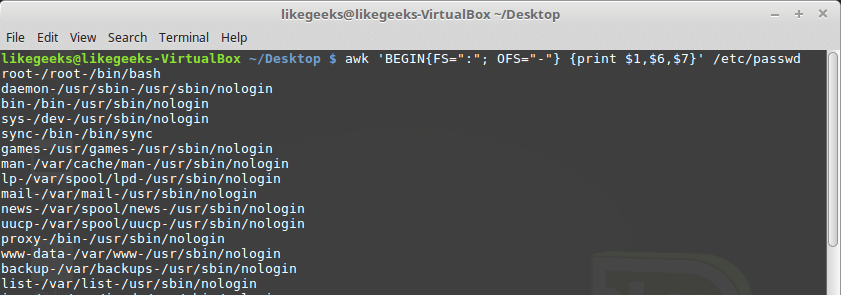 likegeeks@likegeeks-VirtualBox ~/Desktop
File Edit View Search Terminal Help
likegeeks@likegeeks-VirtualBox ~/Desktop $ awk 'BEGIN{FS=":"; OFS="-"} {print $1,$6,$7}' /etc/passwd
root-/root-/bin/bash
daemon-/usr/sbin-/usr/sbin/nologin
bin-/bin-/usr/sbin/nologin
sys-/dev-/usr/sbin/nologin
sync-/bin-/bin/sync
games-/usr/games-/usr/sbin/nologin
man-/var/cache/man-/usr/sbin/nologin
lp-/var/spool/lpd-/usr/sbin/nologin
mail-/var/mail-/usr/sbin/nologin
news-/var/spool/news-/usr/sbin/nologin
uucp-/var/spool/uucp-/usr/sbin/nologin
proxy-/bin-/usr/sbin/nologin
www-data-/var/www-/usr/sbin/nologin
backup-/var/backups-/usr/sbin/nologin
list-/var/list-/usr/sbin/nologin